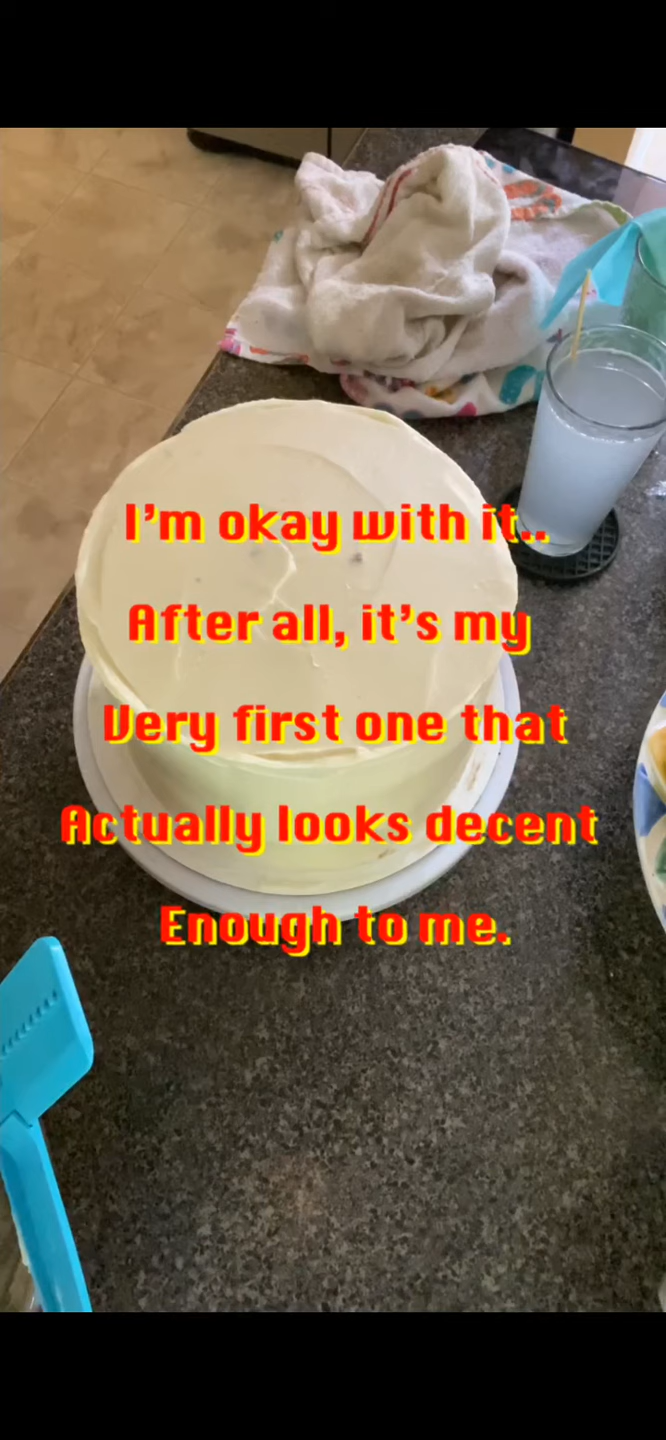 I'm okay with it..
After all, it's my
Very first one that
Actually looks decent
Enough to me.